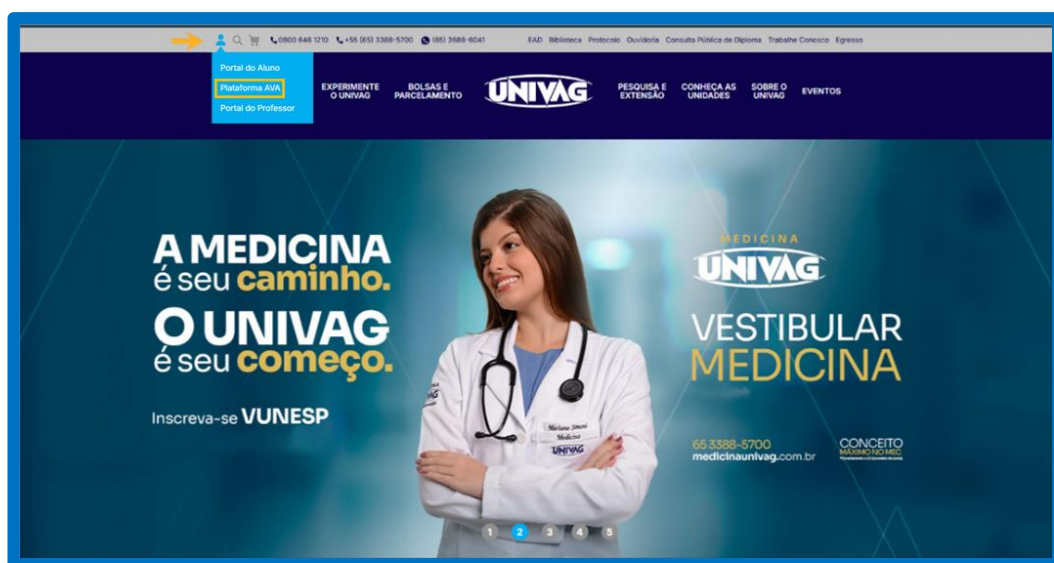 0800 646 1210 +55 (65) 3388-5700 (65) 3688-6041 EAD Biblioteca Protocolo Ouvidoria Consulta Pública de Diploma Trabalhe Conosco Egresso
Portal do Aluno
Plataforma AVA
Portal do Professor
EXPERIMENTE
O UNIVAG
BOLSAS E
PARCELAMENTO
UNIVAG
PESQUISA E
EXTENSÃO
CONHEÇA AS
UNIDADES
SOBRE O
UNIVAG
EVENTOS
A MEDICINA
é seu caminho.
O UNIVAG
é seu começo.
Inscreva-se VUNESP
MEDICINA
UNIVAG
VESTIBULAR
MEDICINA
65 3388-5700
medicinaunivag.com.br
CONCEITO
MÁXIMO NO MEC
Mariana Simoni
Medicina
UNIVAG
1 2 3 4 5